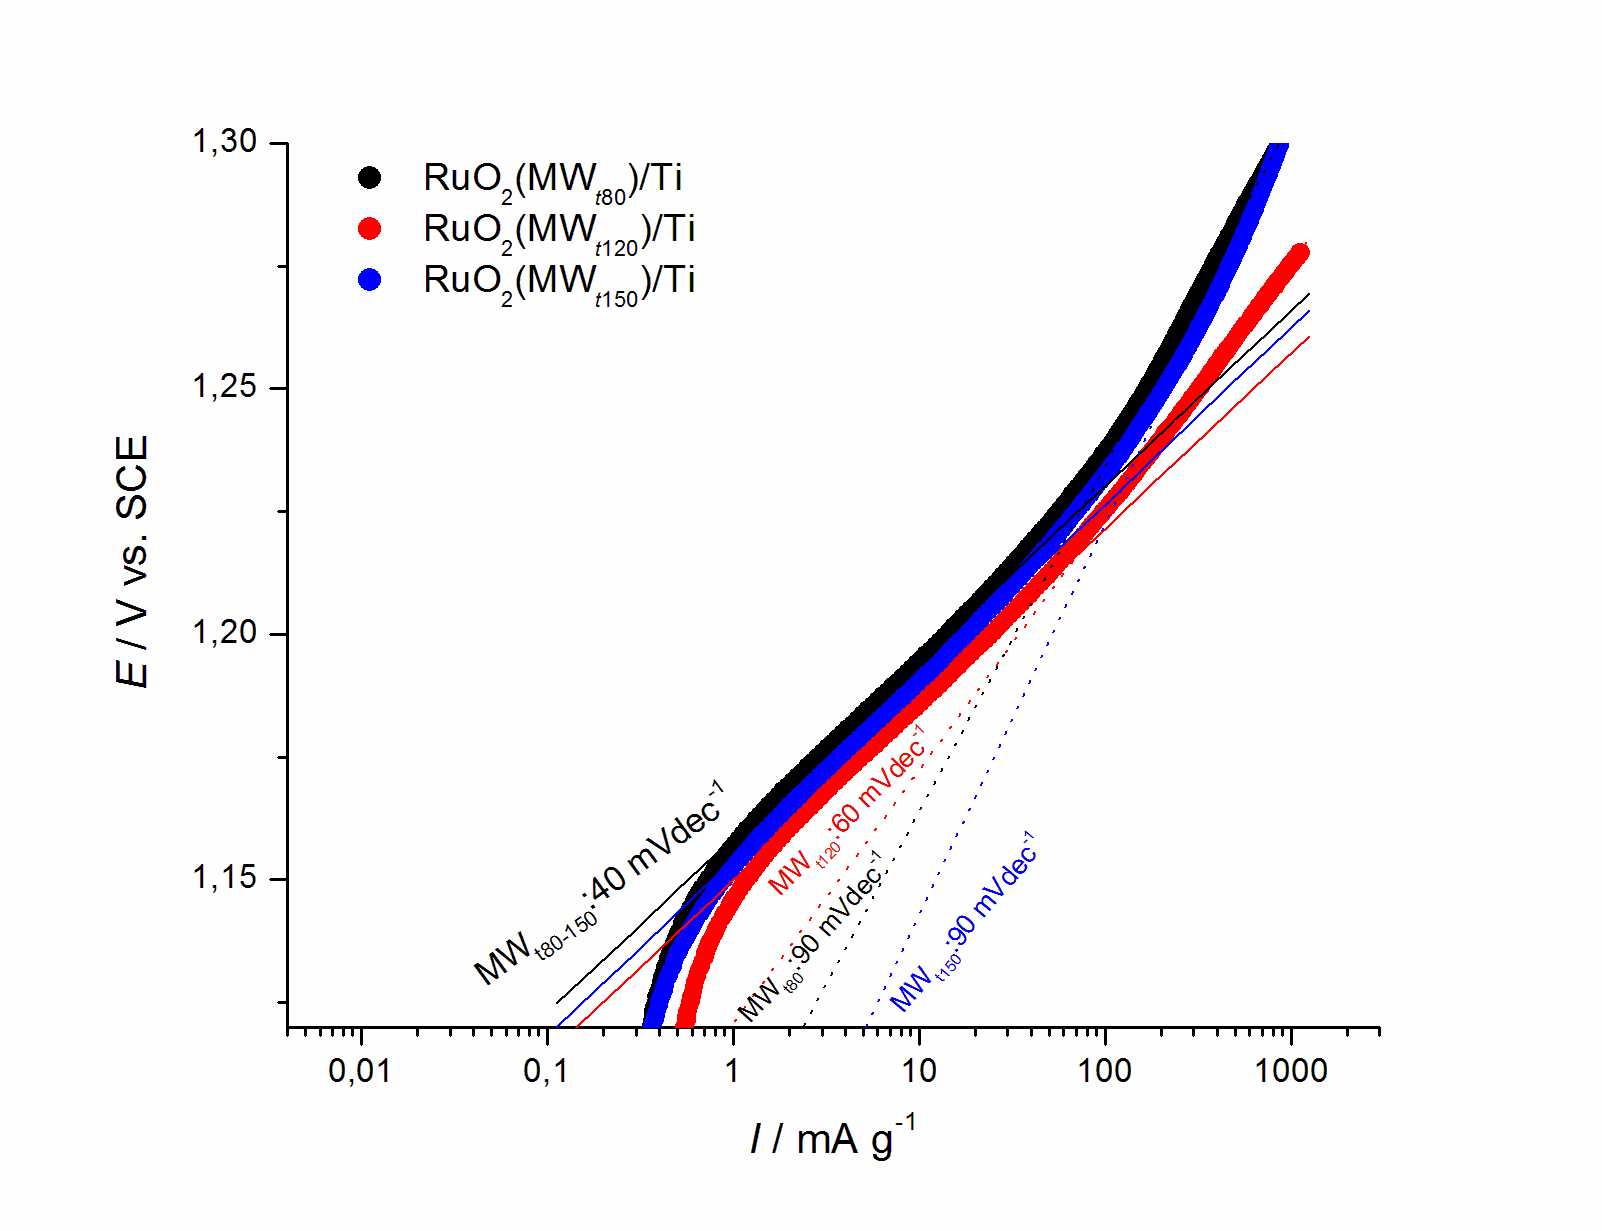 1,30
1,25
1,20
1,15
E / V vs. SCE
RuO2(MWt80)/Ti
RuO2(MWt120)/Ti
RuO2(MWt150)/Ti
MWt80-150:40 mVdec-1
MWt120:60 mVdec-1
MWt80:90 mVdec-1
MWt150:90 mVdec-1
0,01 0,1 1 10 100 1000
I / mA g-1